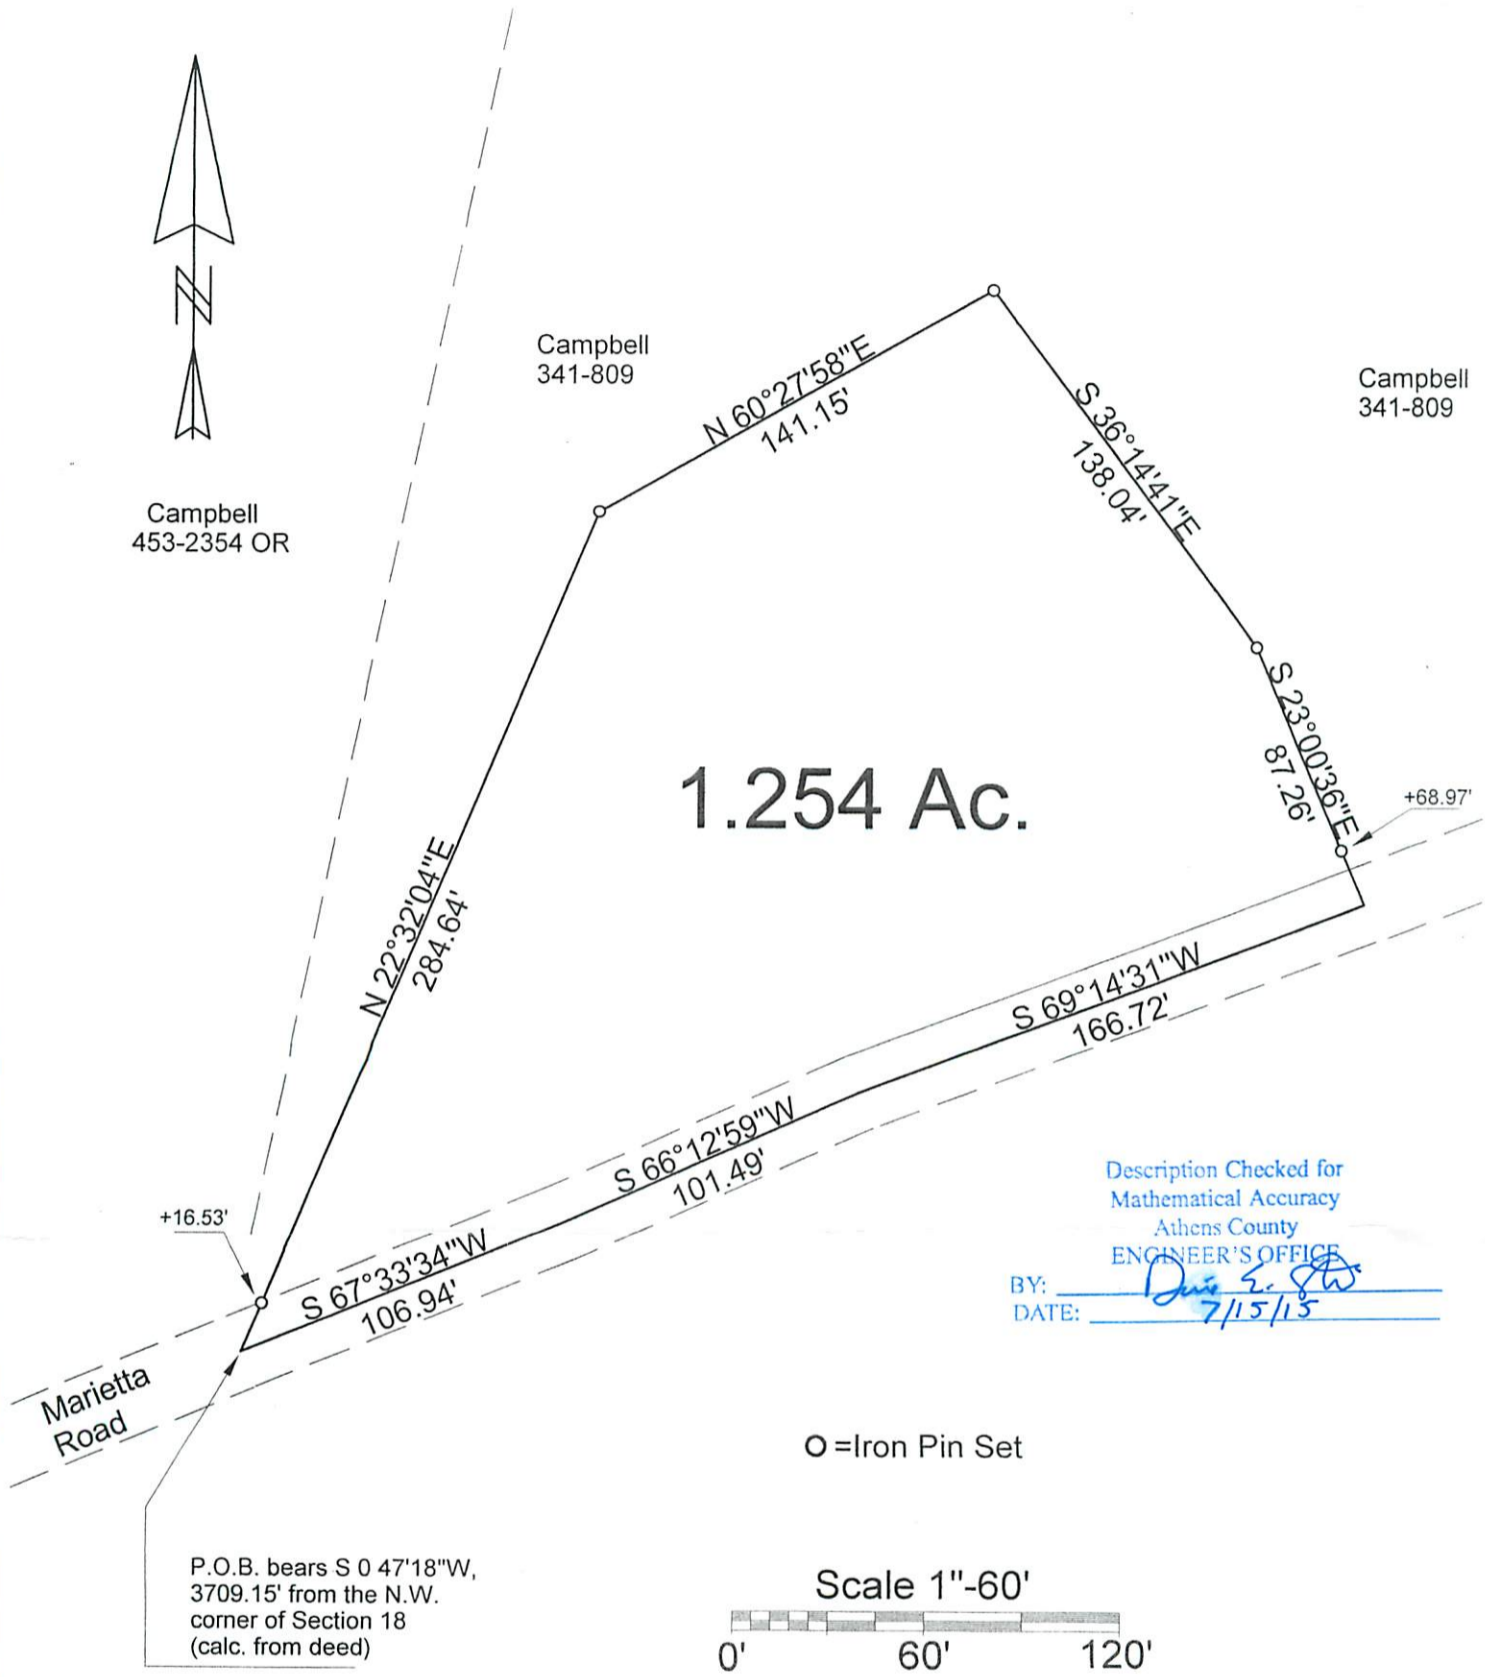 N
Campbell
341-809
Campbell
341-809
N 60°27'58"E
141.15'
S 36°14'41"E
138.04'
Campbell
453-2354 OR
S 23°00'36"E
87.26'
1.254 Ac.
+68.97'
N 22°32'04"E
284.64'
S 69°14'31"W
166.72'
S 66°12'59"W
101.49'
+16.53'
S 67°33'34"W
106.94'
Description Checked for
Mathematical Accuracy
Athens County
ENGINEER'S OFFICE
BY:
DATE: 7/15/15
Marietta
Road
O =Iron Pin Set
P.O.B. bears S 0 47'18"W,
3709.15' from the N.W.
corner of Section 18
(calc. from deed)
Scale 1"-60'
0' 60' 120'